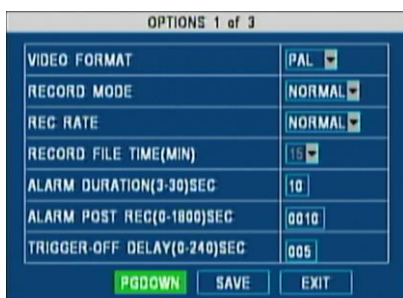 OPTIONS 1 of 3
VIDEO FORMAT PAL
RECORD MODE NORMAL
REC RATE NORMAL
RECORD FILE TIME(MIN) 15
ALARM DURATION(3-30)SEC 10
ALARM POST REC(0-1800)SEC 0010
TRIGGER-OFF DELAY(0-240)SEC 005
PGDOWN SAVE EXIT